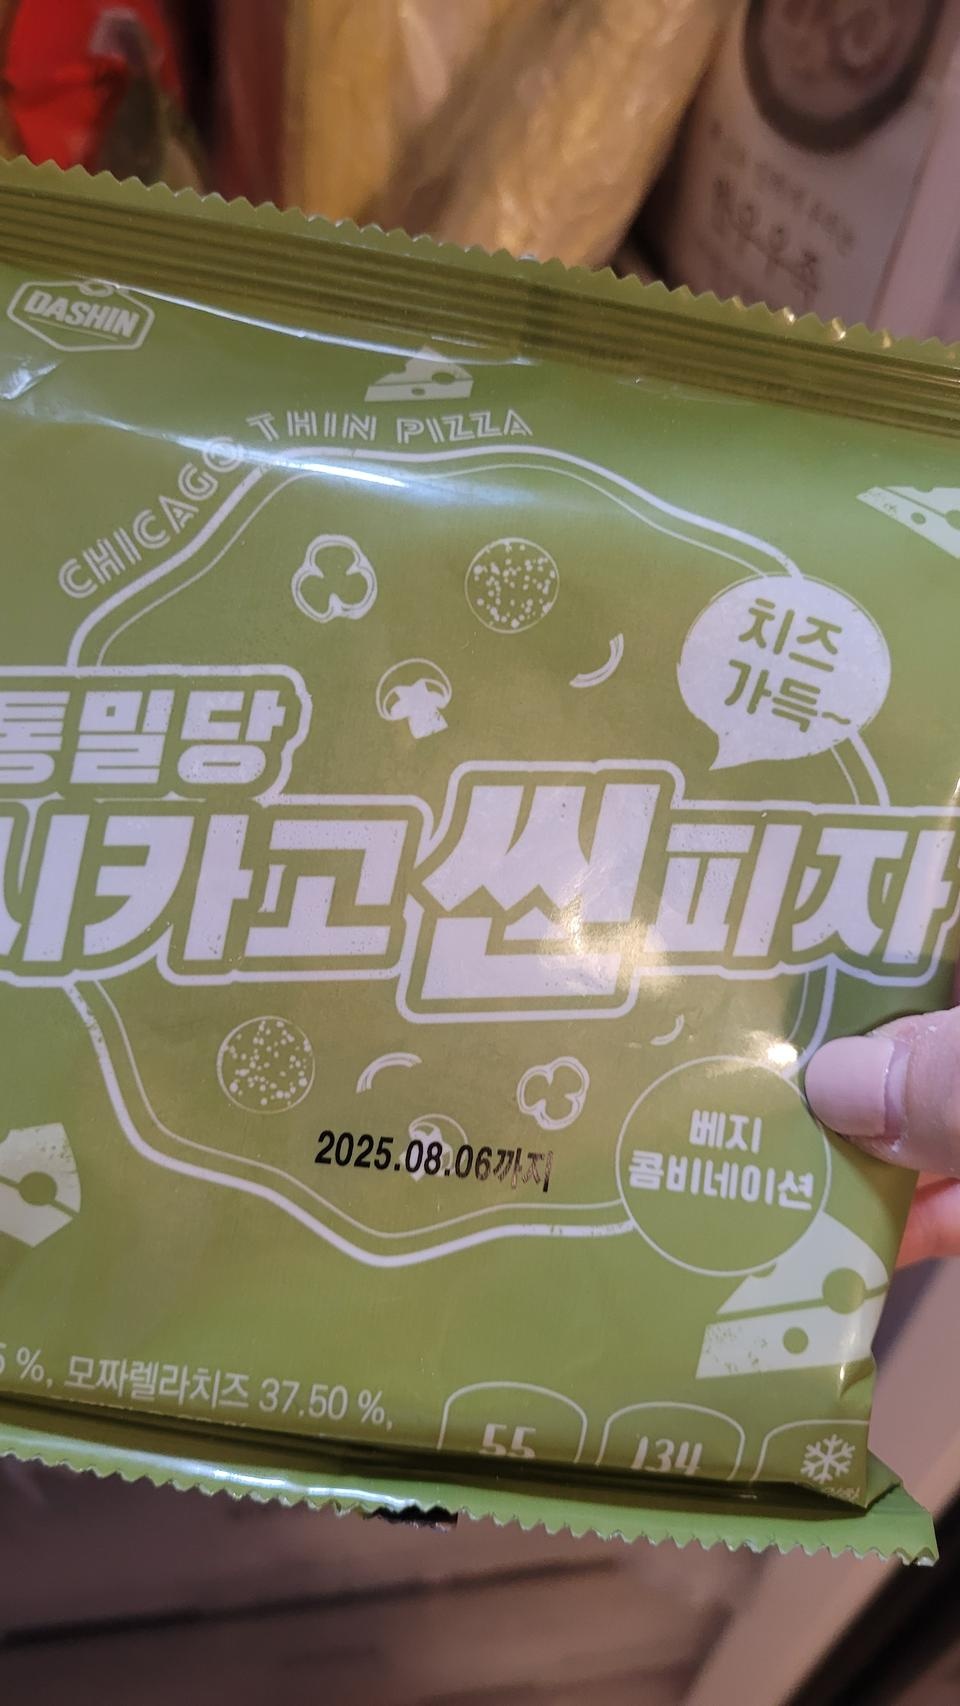 DASHIN
CHICAGO THIN PIZZA
치즈
가득~
통밀당
시카고씬피자
2025.08.06까지
베지
콤비네이션
5 %, 모짜렐라치즈 37.50 %,
55
134